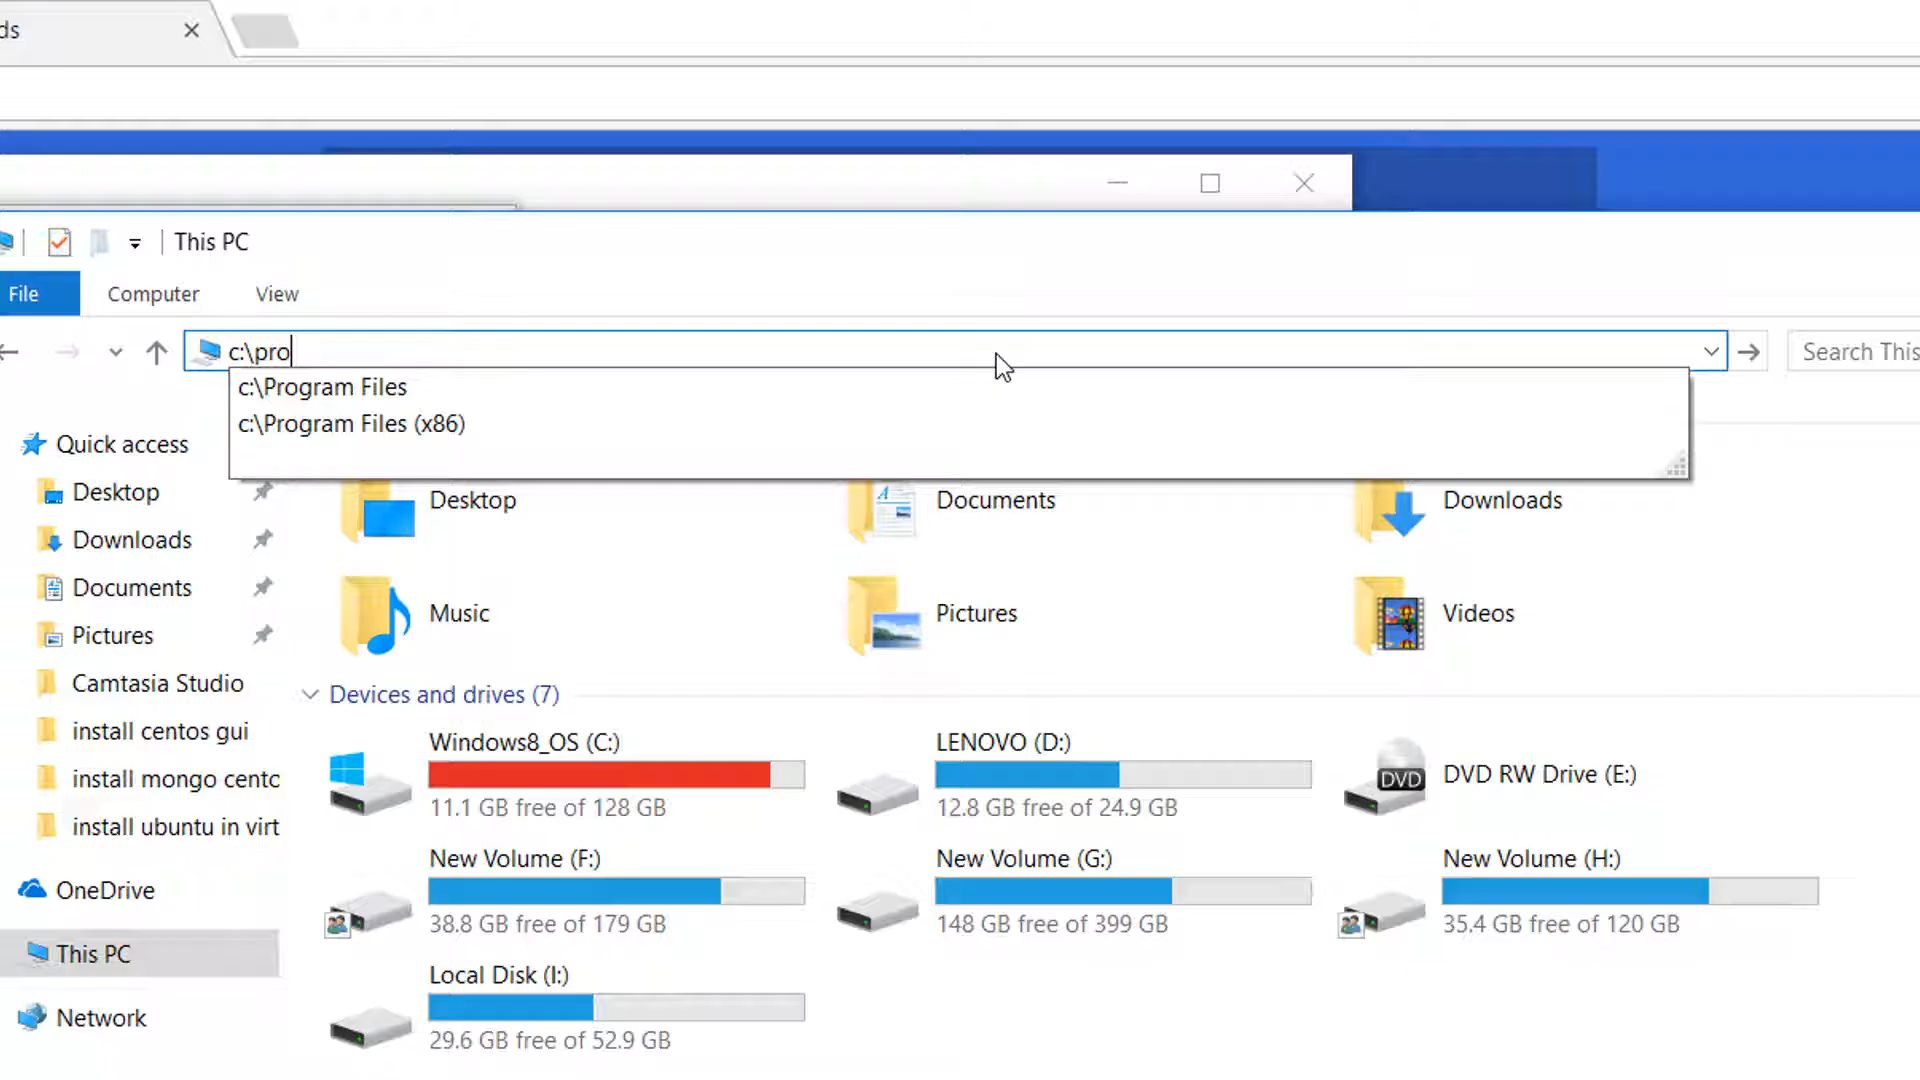 ds
This PC
File
Computer
View
c:\pro
Search This
c:\Program Files
c:\Program Files (x86)
Quick access
Desktop
Downloads
Documents
Pictures
Camtasia Studio
install centos gui
install mongo cento
install ubuntu in virt
OneDrive
This PC
Network
Desktop
Documents
Downloads
Music
Pictures
Videos
Devices and drives (7)
Windows8_OS (C:)
11.1 GB free of 128 GB
LENOVO (D:)
12.8 GB free of 24.9 GB
DVD
DVD RW Drive (E:)
New Volume (F:)
38.8 GB free of 179 GB
New Volume (G:)
148 GB free of 399 GB
New Volume (H:)
35.4 GB free of 120 GB
Local Disk (I:)
29.6 GB free of 52.9 GB